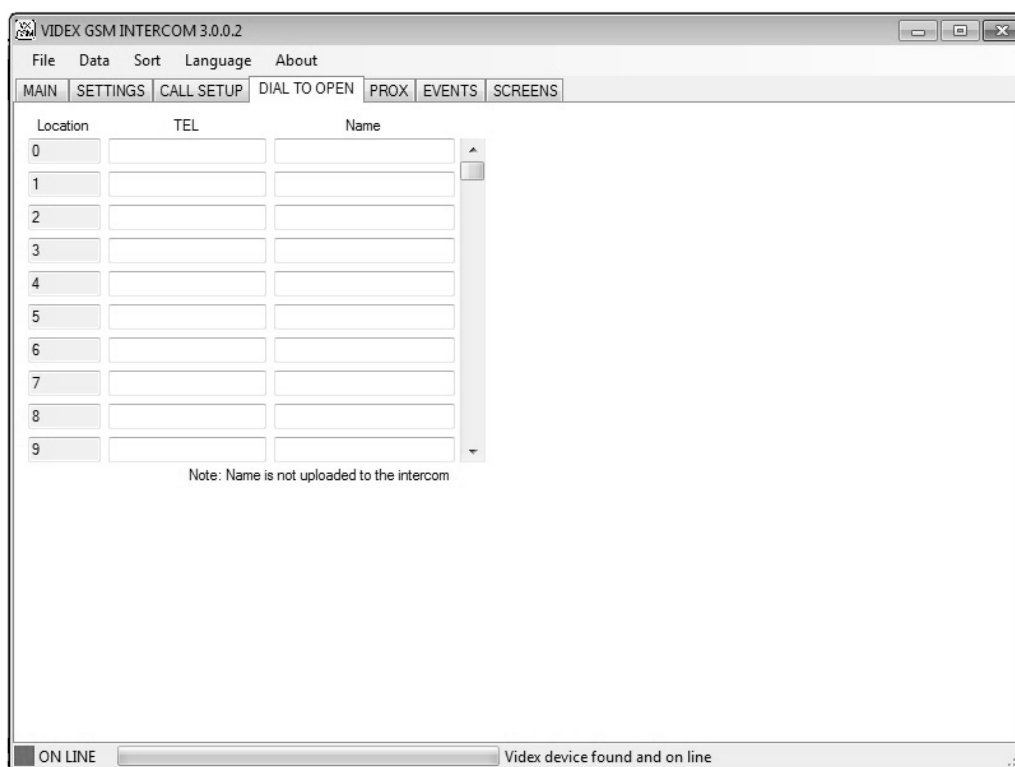 VIDEX GSM INTERCOM 3.0.0.2
File Data Sort Language About
MAIN SETTINGS CALL SETUP DIAL TO OPEN PROX EVENTS SCREENS
Location TEL Name
0
1
2
3
4
5
6
7
8
9
Note: Name is not uploaded to the intercom
ON LINE Videx device found and on line